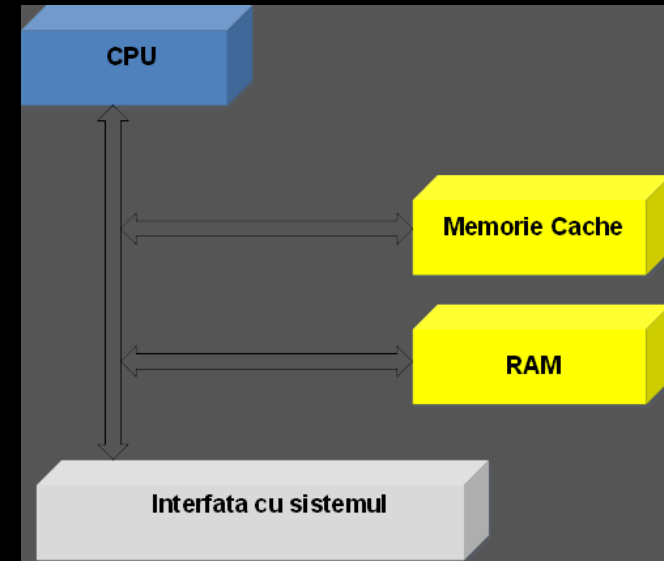 CPU
Memorie Cache
RAM
Interfata cu sistemul